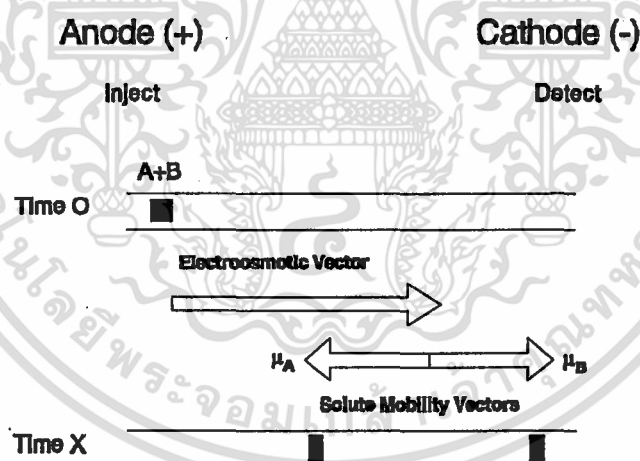 Anode (+) Cathode (-)
Inject Detect
A+B
Time O
Electroosmotic Vector
μA μB
Solute Mobility Vectors
Time X